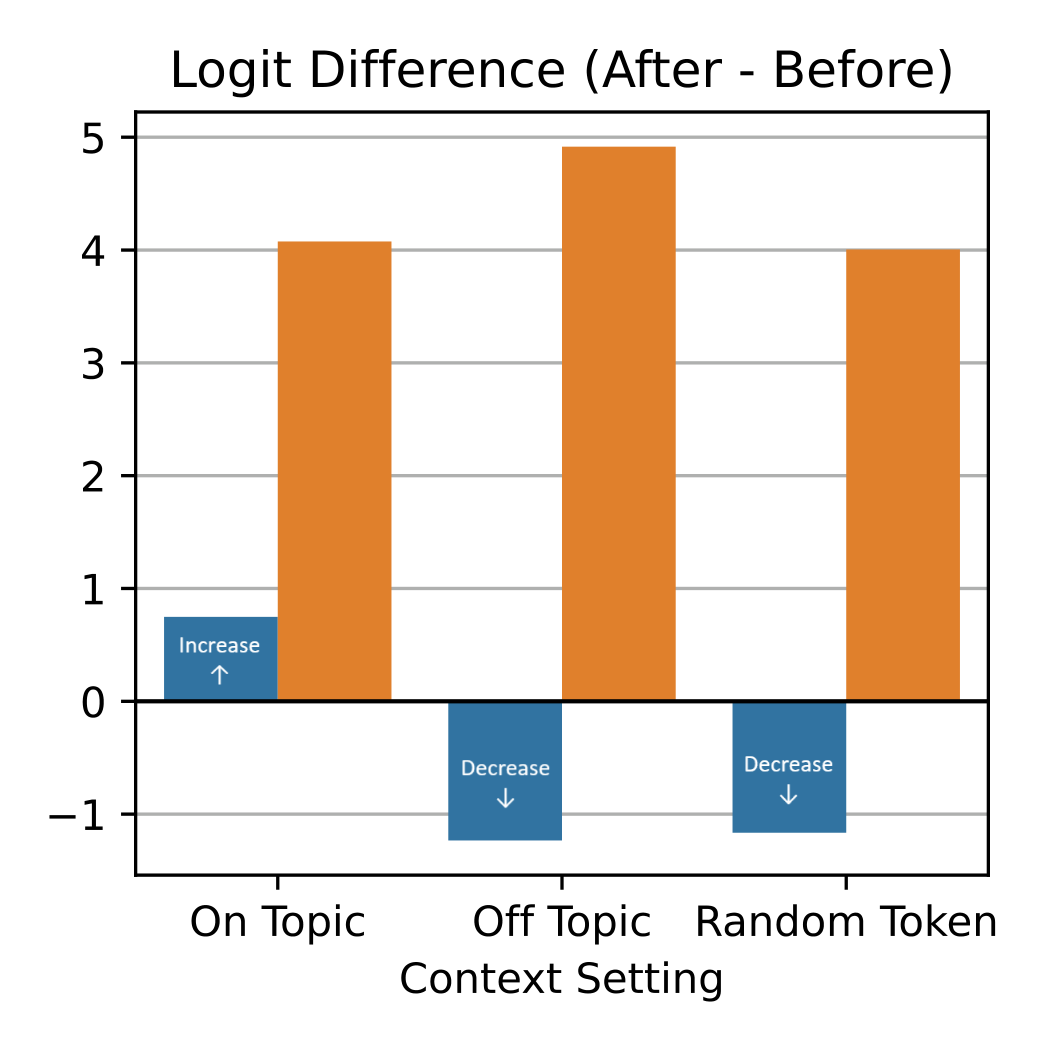 Logit Difference (After - Before)
5
4
3
2
1
0
−1
Increase
↑
Decrease
↓
Decrease
↓
On Topic
Off Topic
Random Token
Context Setting